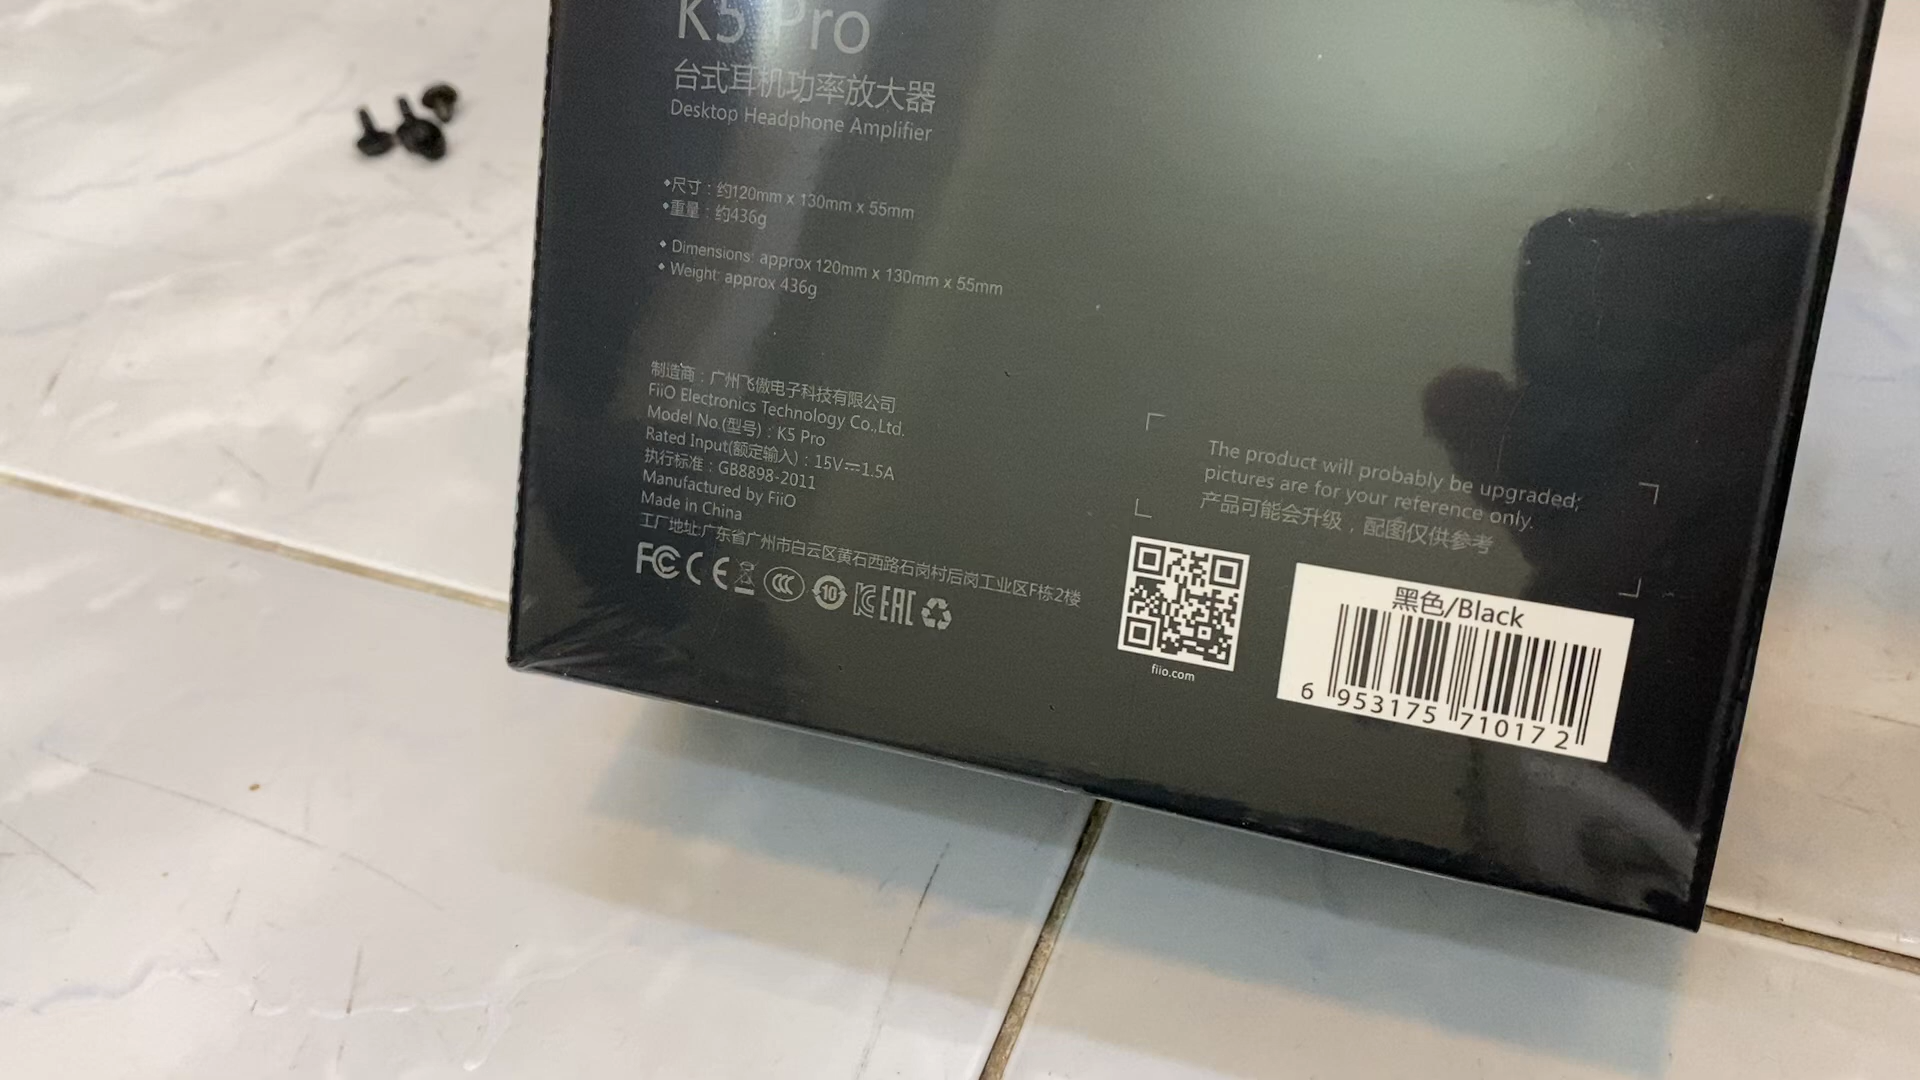 K5 Pro
台式耳机功率放大器
Desktop Headphone Amplifier
◆尺寸：约120mm x 130mm x 55mm
◆重量：约436g
◆ Dimensions: approx 120mm x 130mm x 55mm
◆ Weight: approx 436g
制造商：广州飞傲电子科技有限公司
FiiO Electronics Technology Co.,Ltd.
Model No.(型号)：K5 Pro
Rated Input(额定输入)：15V⎓1.5A
执行标准：GB8898-2011
Manufactured by FiiO
Made in China
工厂地址:广东省广州市白云区黄石西路石岗村后岗工业区F栋2楼
FC CE CCC 10 KC EAC
The product will probably be upgraded;
pictures are for your reference only.
产品可能会升级，配图仅供参考
fiio.com
黑色/Black
6 953175 710172